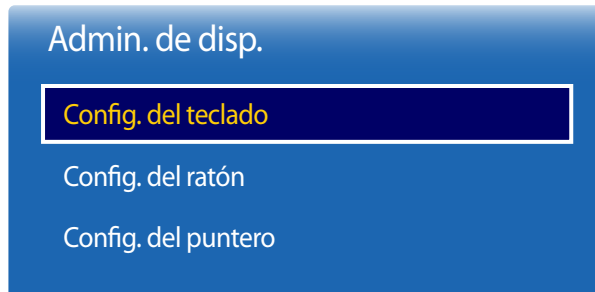 Admin. de disp.
Config. del teclado
Config. del ratón
Config. del puntero